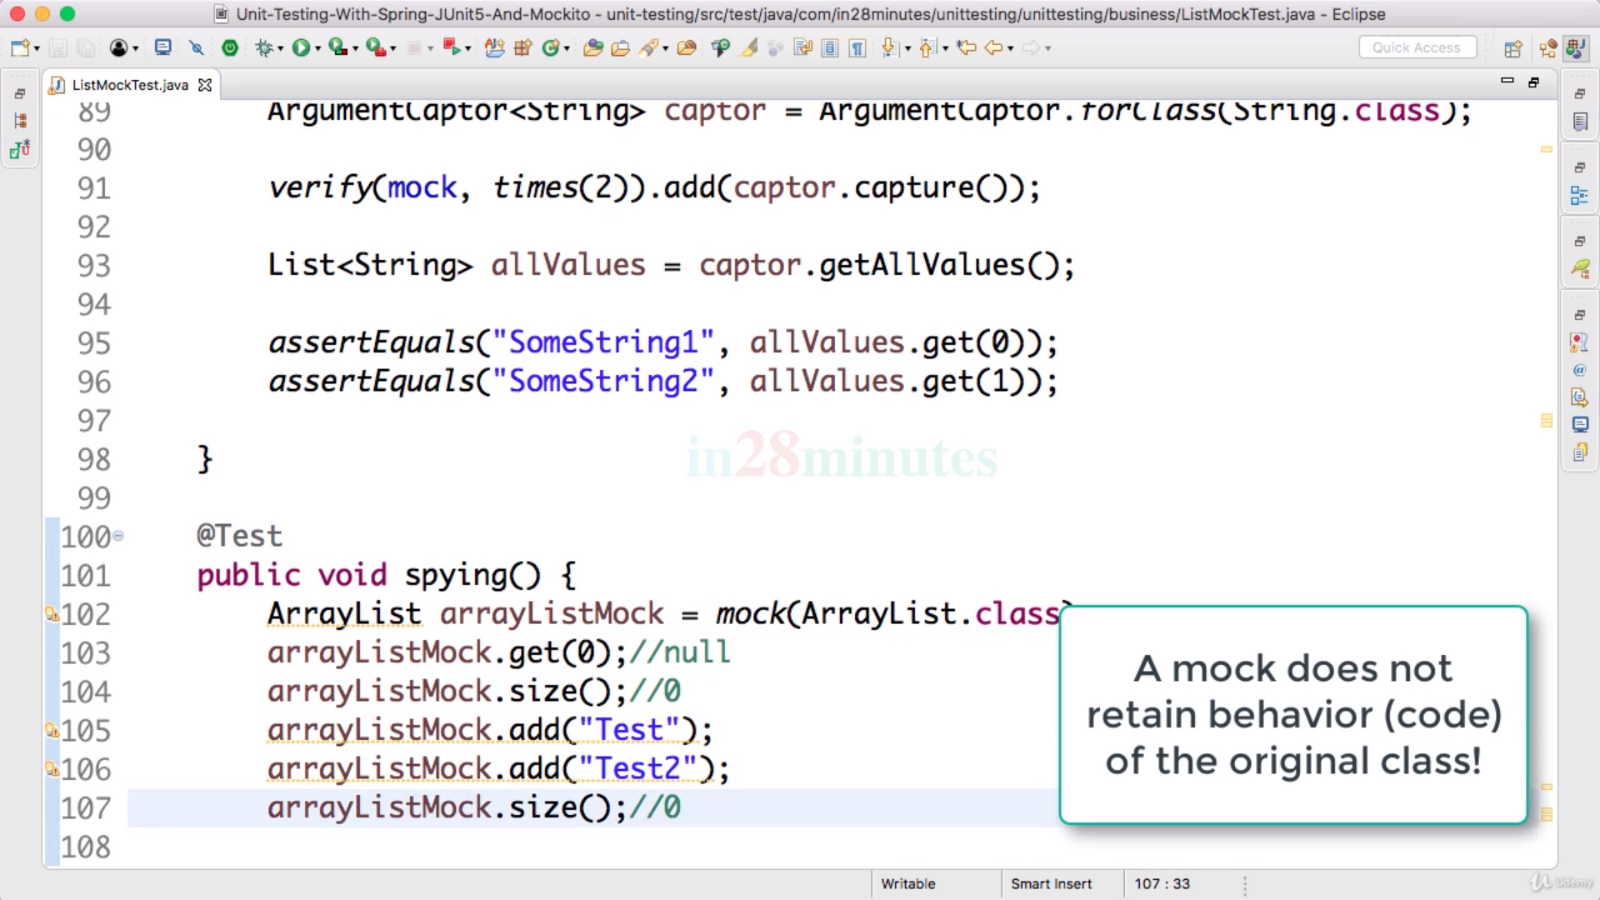 Unit-Testing-With-Spring-JUnit5-And-Mockito - unit-testing/src/test/java/com/in28minutes/unittesting/unittesting/business/ListMockTest.java - Eclipse
Quick Access
ListMockTest.java
89 ArgumentCaptor<String> captor = ArgumentCaptor.forClass(String.class);
90
91 verify(mock, times(2)).add(captor.capture());
92
93 List<String> allValues = captor.getAllValues();
94
95 assertEquals("SomeString1", allValues.get(0));
96 assertEquals("SomeString2", allValues.get(1));
97
in28minutes
98 }
99
100 @Test
101 public void spying() {
102 ArrayList arrayListMock = mock(ArrayList.class)
103 arrayListMock.get(0);//null
104 arrayListMock.size();//0
105 arrayListMock.add("Test");
106 arrayListMock.add("Test2");
107 arrayListMock.size();//0
108
A mock does not
retain behavior (code)
of the original class!
Writable Smart Insert 107 : 33
Udemy